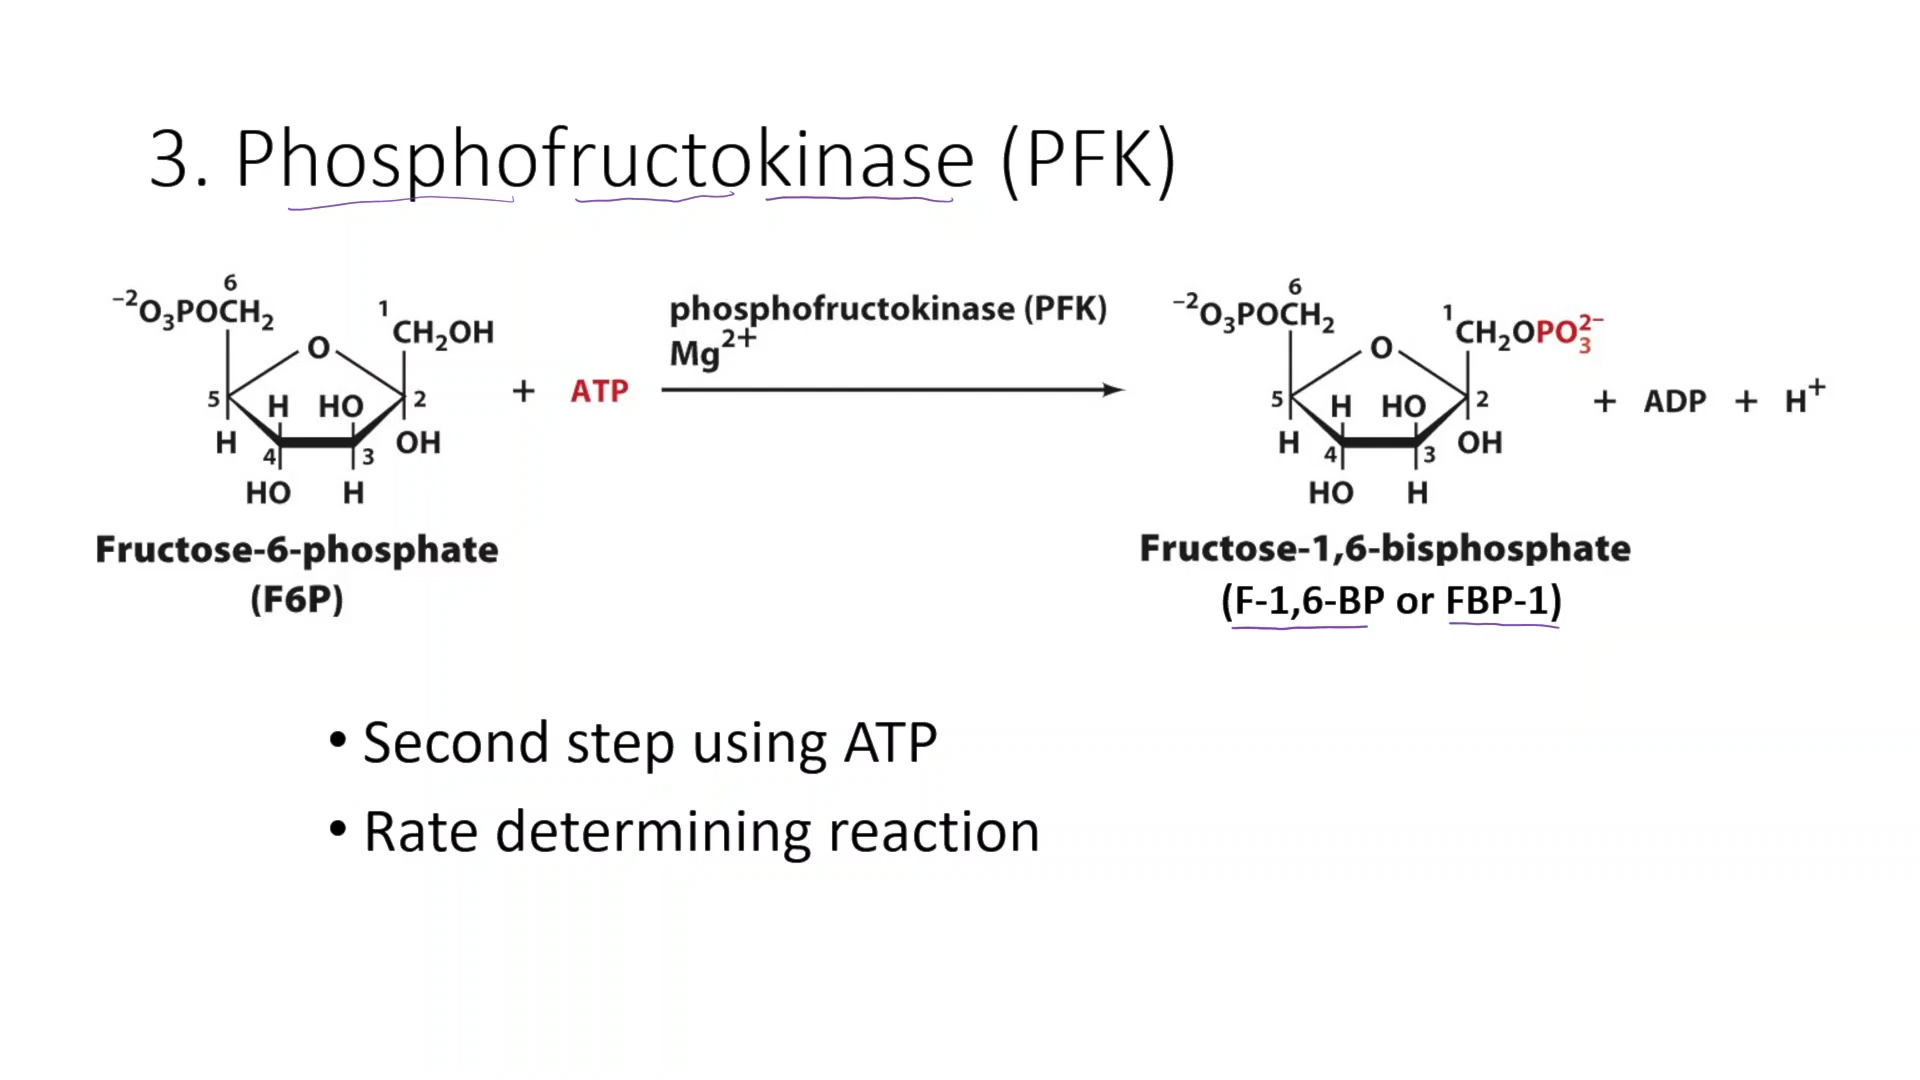 3. Phosphofructokinase (PFK)
6
⁻²O₃POCH₂
1
CH₂OH
O
5
H HO
2
H
4
3
OH
HO H
Fructose-6-phosphate
(F6P)
+ ATP
phosphofructokinase (PFK)
Mg²⁺
6
⁻²O₃POCH₂
1
CH₂OPO₃²⁻
O
5
H HO
2
H
4
3
OH
HO H
Fructose-1,6-bisphosphate
(F-1,6-BP or FBP-1)
+ ADP + H⁺
• Second step using ATP
• Rate determining reaction